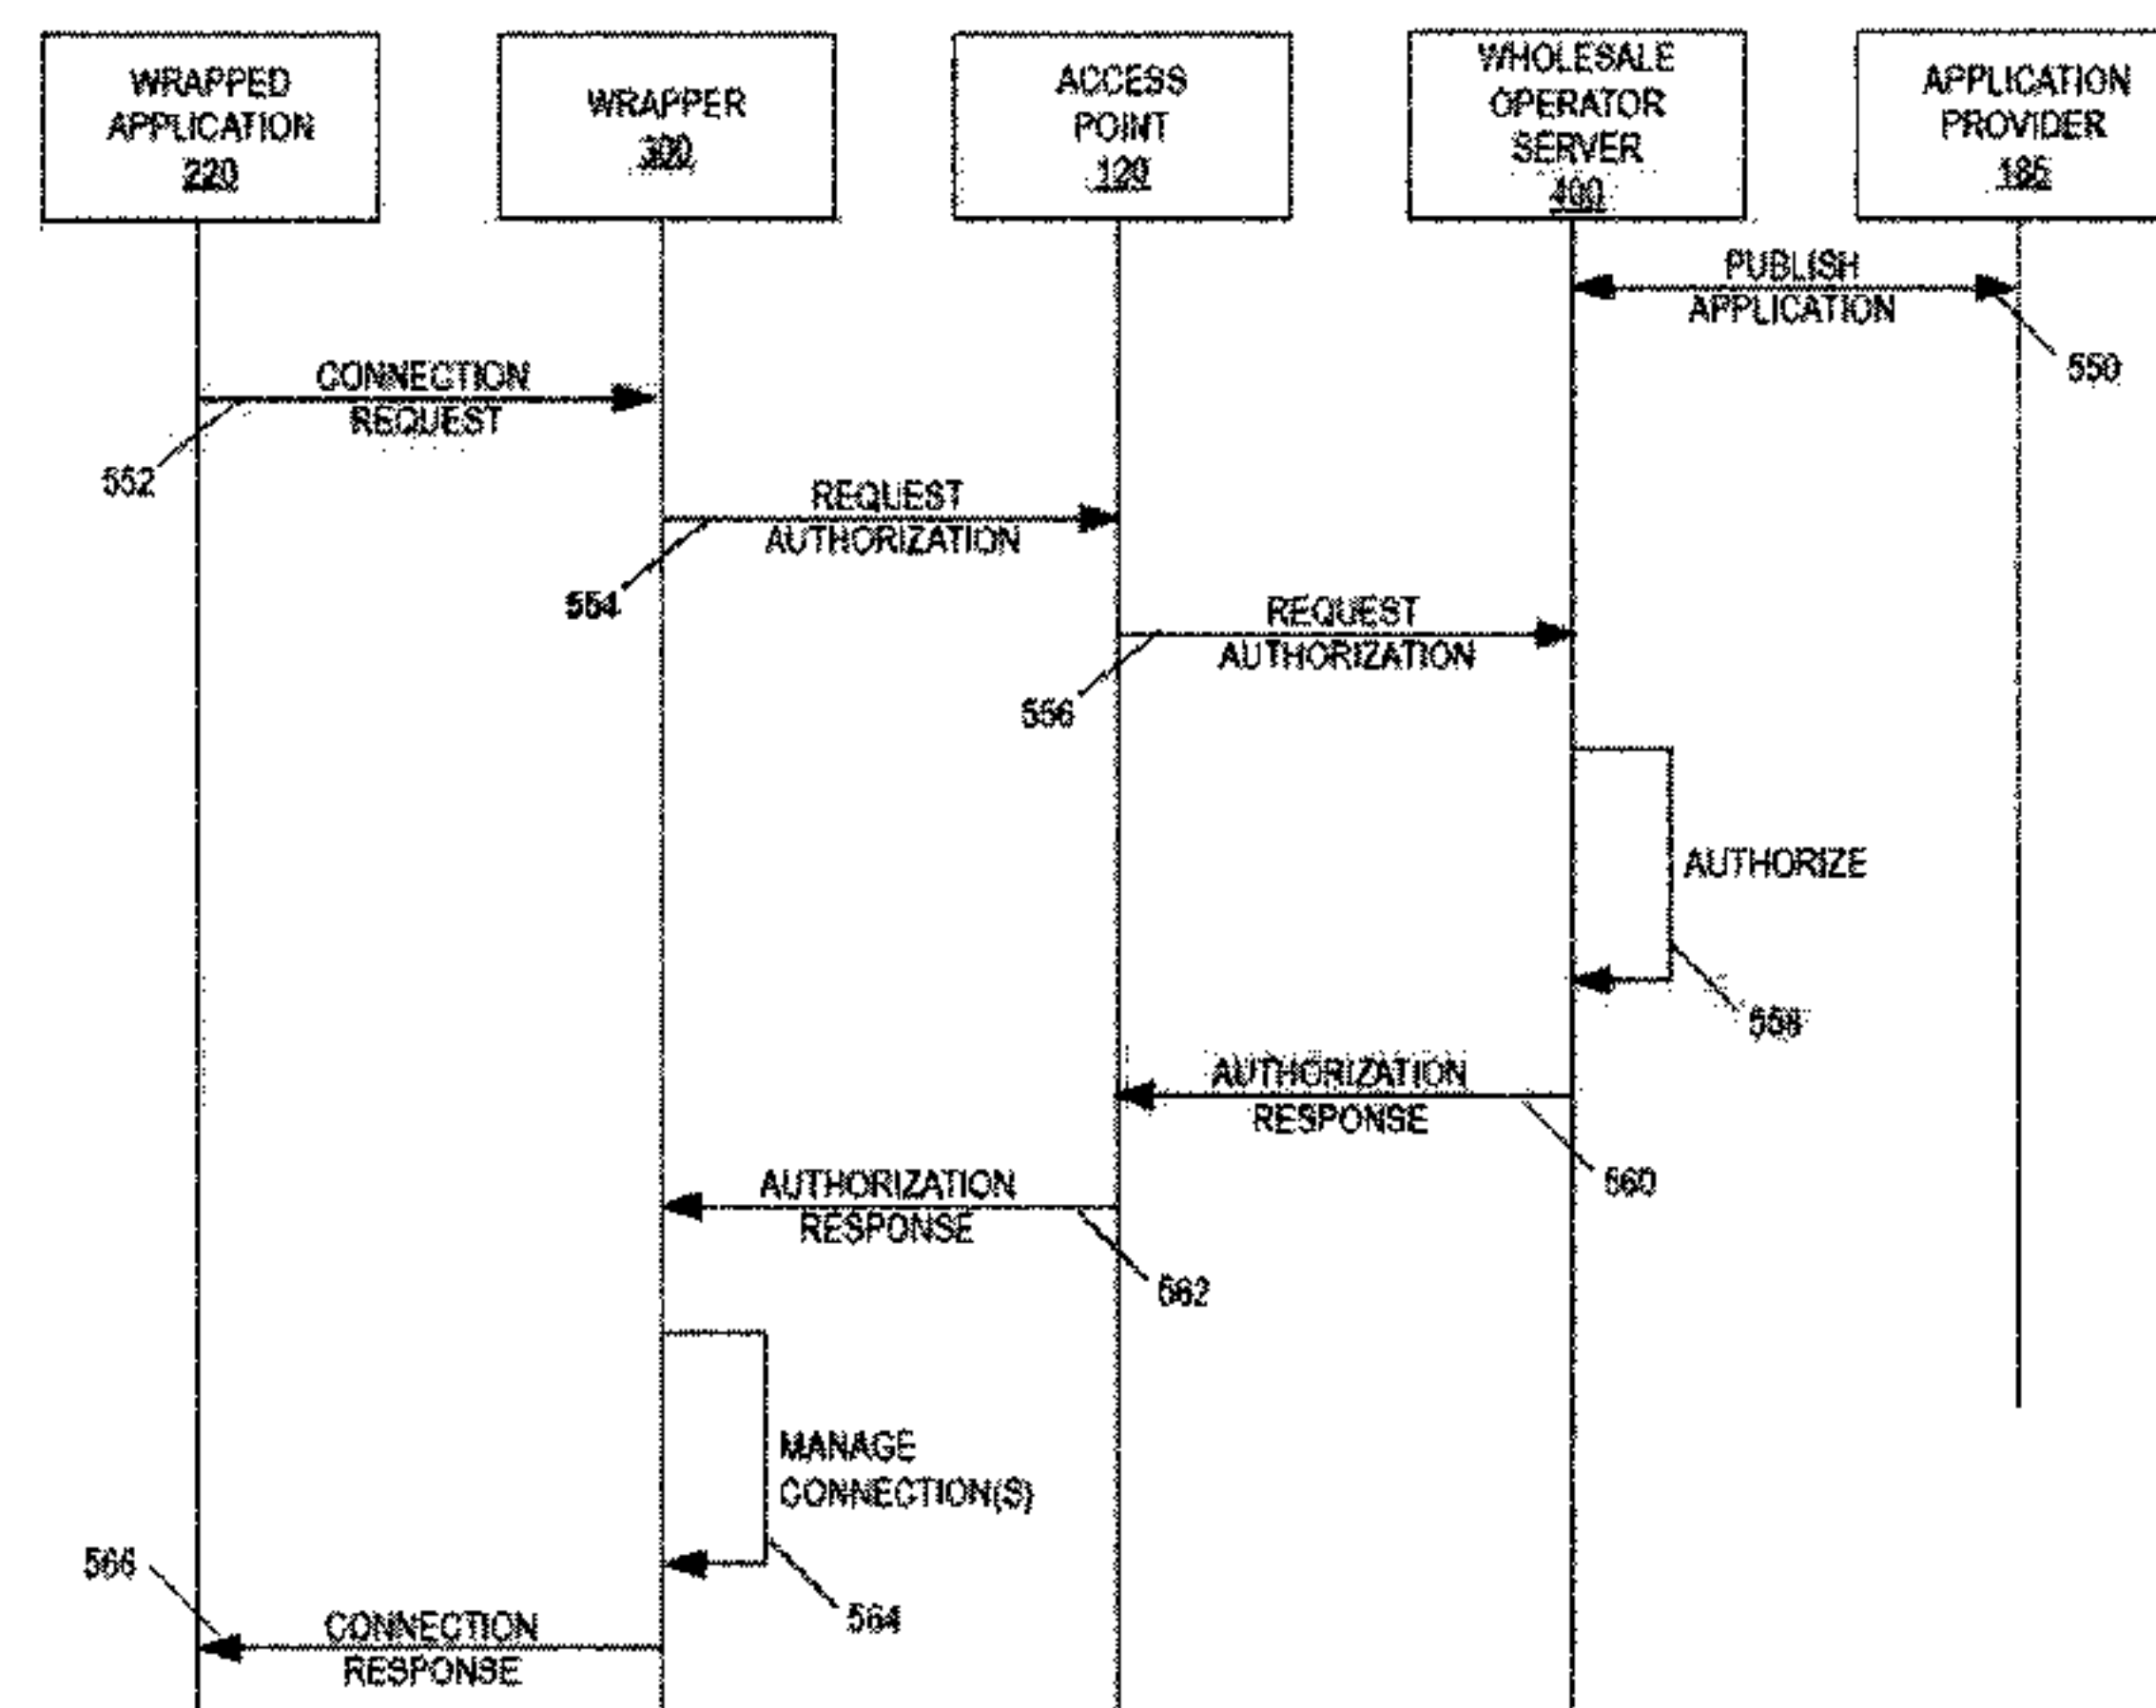 WRAPPED
APPLICATION
220
WRAPPER
300
ACCESS
POINT
120
WHOLESALE
OPERATOR
SERVER
400
APPLICATION
PROVIDER
185
PUBLISH
APPLICATION
550
CONNECTION
REQUEST
552
REQUEST
AUTHORIZATION
554
REQUEST
AUTHORIZATION
556
AUTHORIZE
558
AUTHORIZATION
RESPONSE
560
AUTHORIZATION
RESPONSE
562
MANAGE
CONNECTION(S)
564
566
CONNECTION
RESPONSE